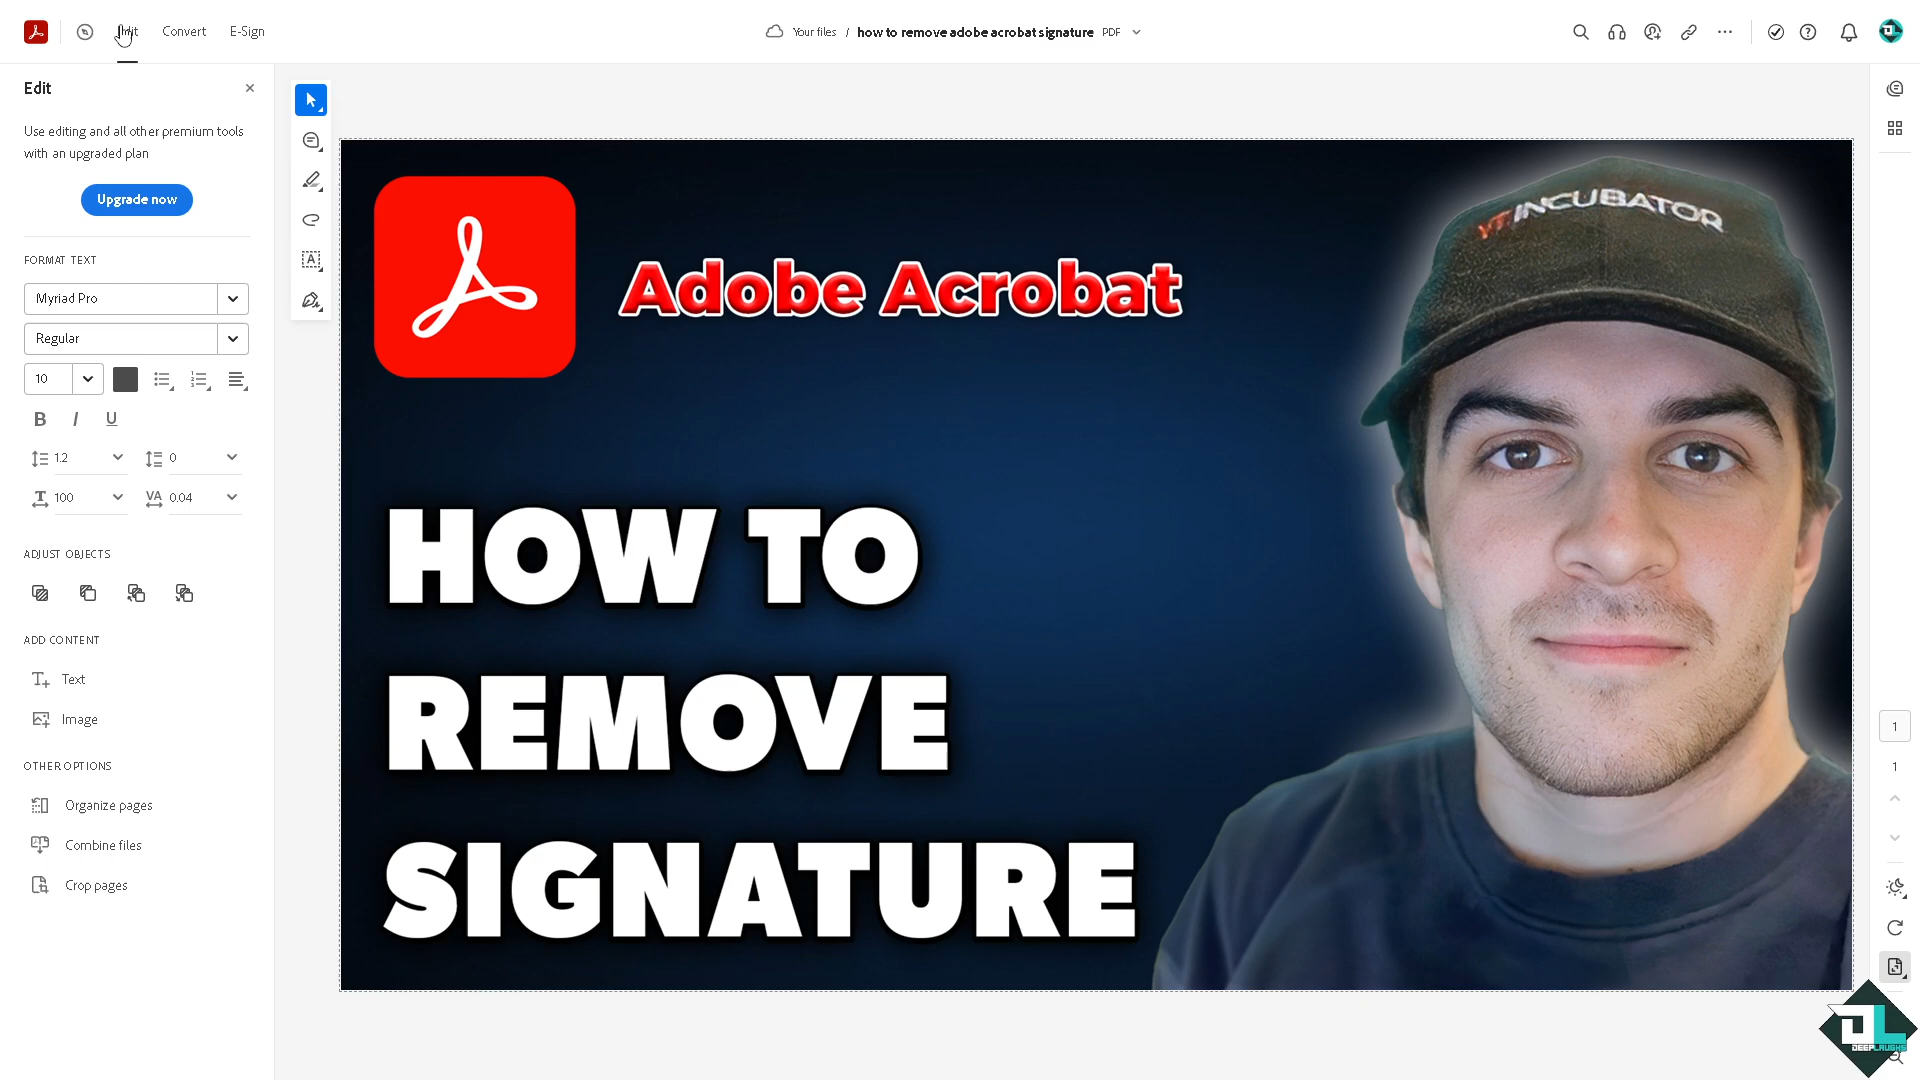 Edit
Convert
E-Sign
Your files / how to remove adobe acrobat signature PDF
Edit
Use editing and all other premium tools
with an upgraded plan
Upgrade now
FORMAT TEXT
Myriad Pro
Regular
10
B I U
1.2
0
100
VA 0.04
ADJUST OBJECTS
ADD CONTENT
Text
Image
OTHER OPTIONS
Organize pages
Combine files
Crop pages
Adobe Acrobat
YT INCUBATOR
HOW TO
REMOVE
SIGNATURE
1
1
DEEPLAUGHS